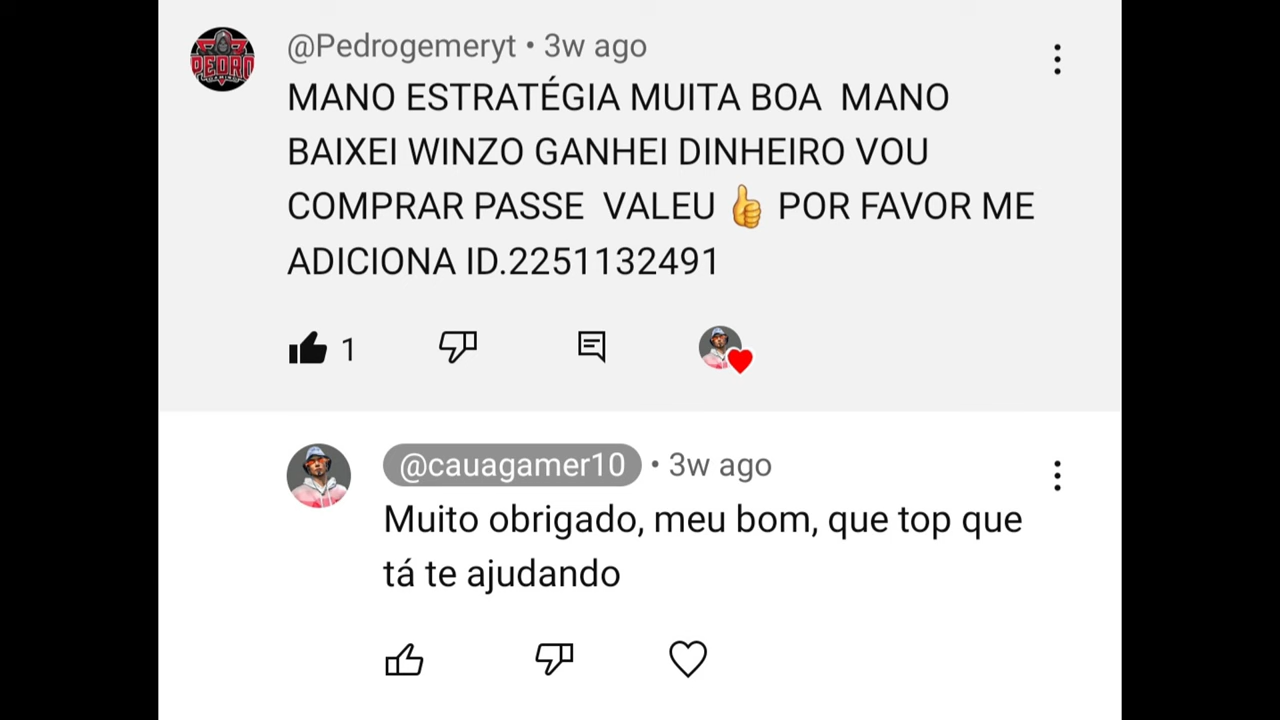 @Pedrogemeryt • 3w ago
MANO ESTRATÉGIA MUITA BOA  MANO
BAIXEI WINZO GANHEI DINHEIRO VOU
COMPRAR PASSE  VALEU 👍 POR FAVOR ME
ADICIONA ID.2251132491
1
@cauagamer10 • 3w ago
Muito obrigado, meu bom, que top que
tá te ajudando
PEDRO